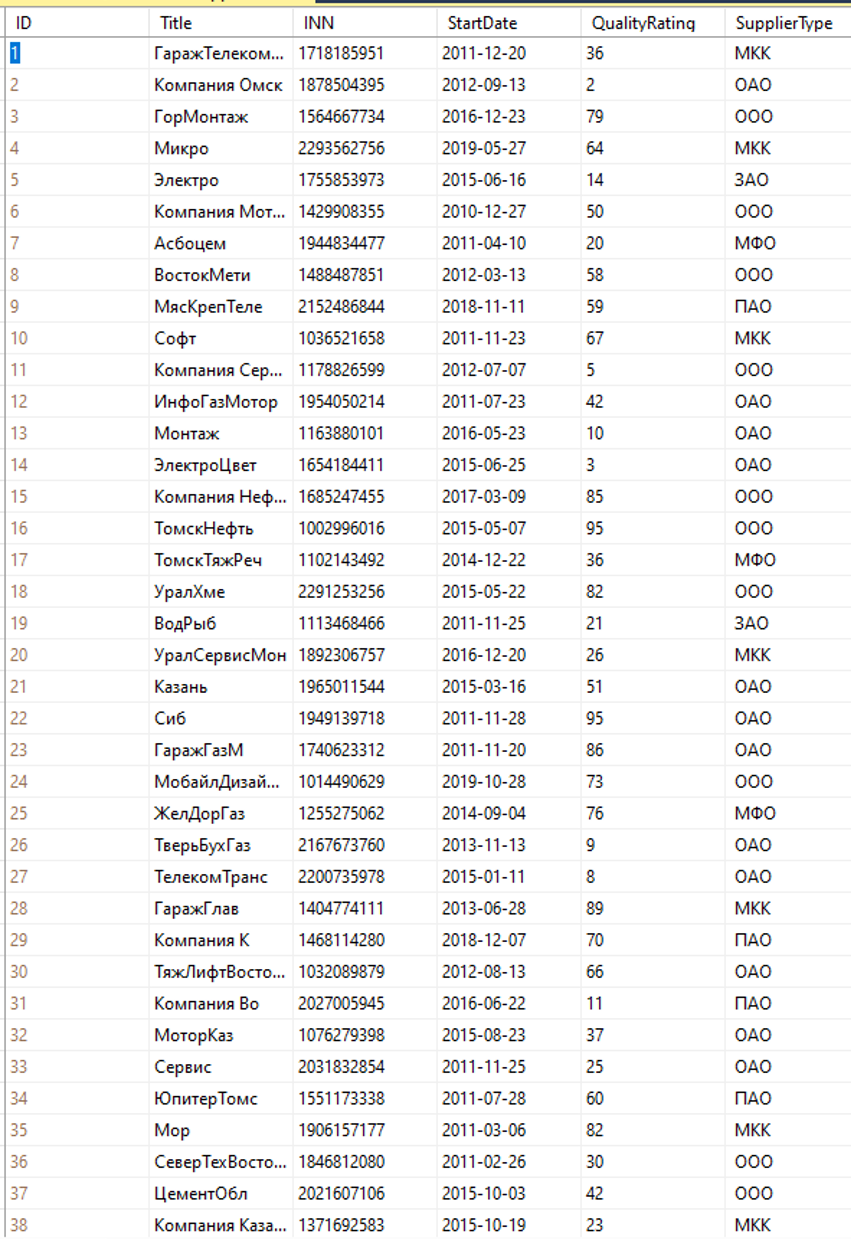 ID Title INN StartDate QualityRating SupplierType
1 ГаражТелеком... 1718185951 2011-12-20 36 МКК
2 Компания Омск 1878504395 2012-09-13 2 ОАО
3 ГорМонтаж 1564667734 2016-12-23 79 ООО
4 Микро 2293562756 2019-05-27 64 МКК
5 Электро 1755853973 2015-06-16 14 ЗАО
6 Компания Мот... 1429908355 2010-12-27 50 ООО
7 Асбоцем 1944834477 2011-04-10 20 МФО
8 ВостокМети 1488487851 2012-03-13 58 ООО
9 МясКрепТеле 2152486844 2018-11-11 59 ПАО
10 Софт 1036521658 2011-11-23 67 МКК
11 Компания Сер... 1178826599 2012-07-07 5 ООО
12 ИнфоГазМотор 1954050214 2011-07-23 42 ОАО
13 Монтаж 1163880101 2016-05-23 10 ОАО
14 ЭлектроЦвет 1654184411 2015-06-25 3 ОАО
15 Компания Неф... 1685247455 2017-03-09 85 ООО
16 ТомскНефть 1002996016 2015-05-07 95 ООО
17 ТомскТяжРеч 1102143492 2014-12-22 36 МФО
18 УралХме 2291253256 2015-05-22 82 ООО
19 ВодРыб 1113468466 2011-11-25 21 ЗАО
20 УралСервисМон 1892306757 2016-12-20 26 МКК
21 Казань 1965011544 2015-03-16 51 ОАО
22 Сиб 1949139718 2011-11-28 95 ОАО
23 ГаражГазМ 1740623312 2011-11-20 86 ОАО
24 МобайлДизай... 1014490629 2019-10-28 73 ООО
25 ЖелДорГаз 1255275062 2014-09-04 76 МФО
26 ТверьБухГаз 2167673760 2013-11-13 9 ОАО
27 ТелекомТранс 2200735978 2015-01-11 8 ОАО
28 ГаражГлав 1404774111 2013-06-28 89 МКК
29 Компания К 1468114280 2018-12-07 70 ПАО
30 ТяжЛифтВосто... 1032089879 2012-08-13 66 ОАО
31 Компания Во 2027005945 2016-06-22 11 ПАО
32 МоторКаз 1076279398 2015-08-23 37 ОАО
33 Сервис 2031832854 2011-11-25 25 ОАО
34 ЮпитерТомс 1551173338 2011-07-28 60 ПАО
35 Мор 1906157177 2011-03-06 82 МКК
36 СеверТехВосто... 1846812080 2011-02-26 30 ООО
37 ЦементОбл 2021607106 2015-10-03 42 ООО
38 Компания Каза... 1371692583 2015-10-19 23 МКК